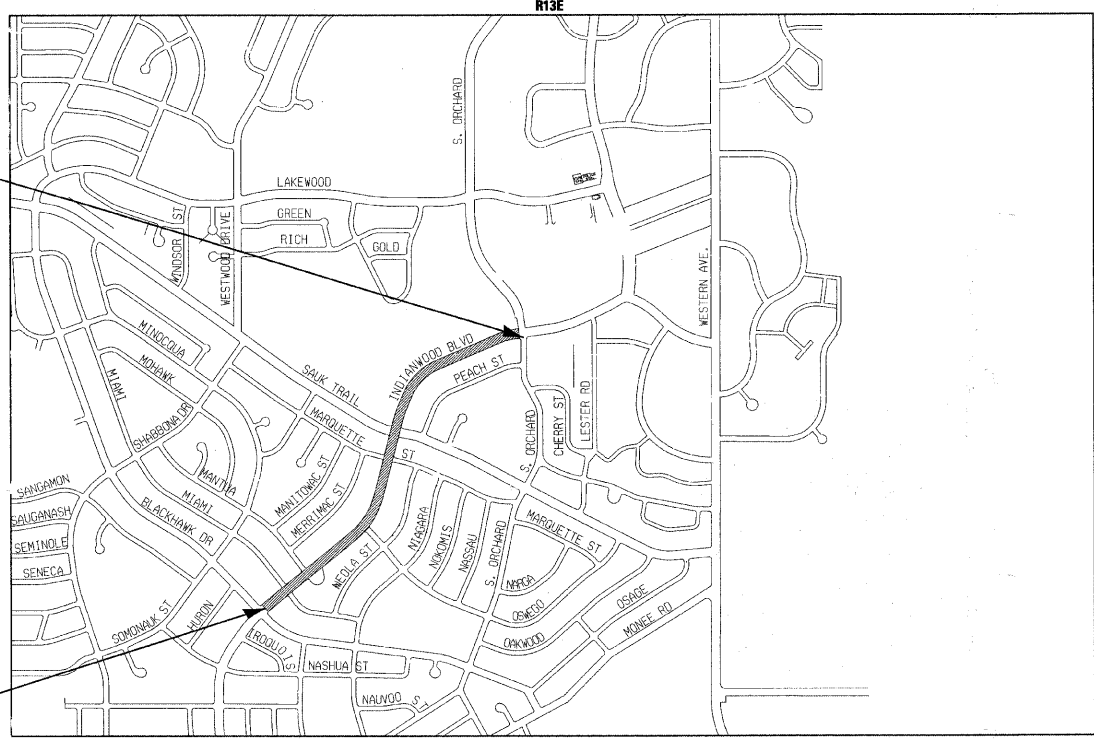 R13E
S. ORCHARD
LAKEWOOD
GREEN
RICH
GOLD
WINDSOR ST
WESTWOOD DRIVE
WESTERN AVE.
MINOCQUA
MOHAWK
MIAMI
SHABBONA DR
SAUK TRAIL
INDIANWOOD BLVD
PEACH ST
MARQUETTE ST
S. ORCHARD
CHERRY ST
LESTER RD
MANTHA
MIAMI
BLACKHAWK DR
MANITOWAC ST
MERRIMAC ST
SANGAMON
SAUGANASH
SEMINOLE
SENECA
NEOLA ST
NIAGARA
NOKOMIS
NASSAU
S. ORCHARD
MARQUETTE ST
NARGA
OSWEGO
OAKWOOD
OSAGE
MONEE RD
SOMONAUK ST
HURON
IROQUOIS
NASHUA ST
NAUVOO ST